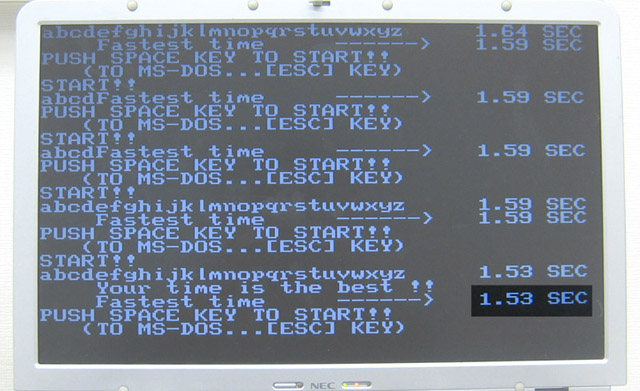 abcdefghijklmnopqrstuvwxyz 1.64 SEC
Fastest time ------> 1.59 SEC
PUSH SPACE KEY TO START!!
(TO MS-DOS...[ESC] KEY)
START!!
abcdFastest time ------> 1.59 SEC
PUSH SPACE KEY TO START!!
(TO MS-DOS...[ESC] KEY)
START!!
abcdFastest time ------> 1.59 SEC
PUSH SPACE KEY TO START!!
(TO MS-DOS...[ESC] KEY)
START!!
abcdefghijklmnopqrstuvwxyz 1.59 SEC
Fastest time ------> 1.59 SEC
PUSH SPACE KEY TO START!!
(TO MS-DOS...[ESC] KEY)
START!!
abcdefghijklmnopqrstuvwxyz 1.53 SEC
Your time is the best !!
Fastest time ------> 1.53 SEC
PUSH SPACE KEY TO START!!
(TO MS-DOS...[ESC] KEY)
NEC